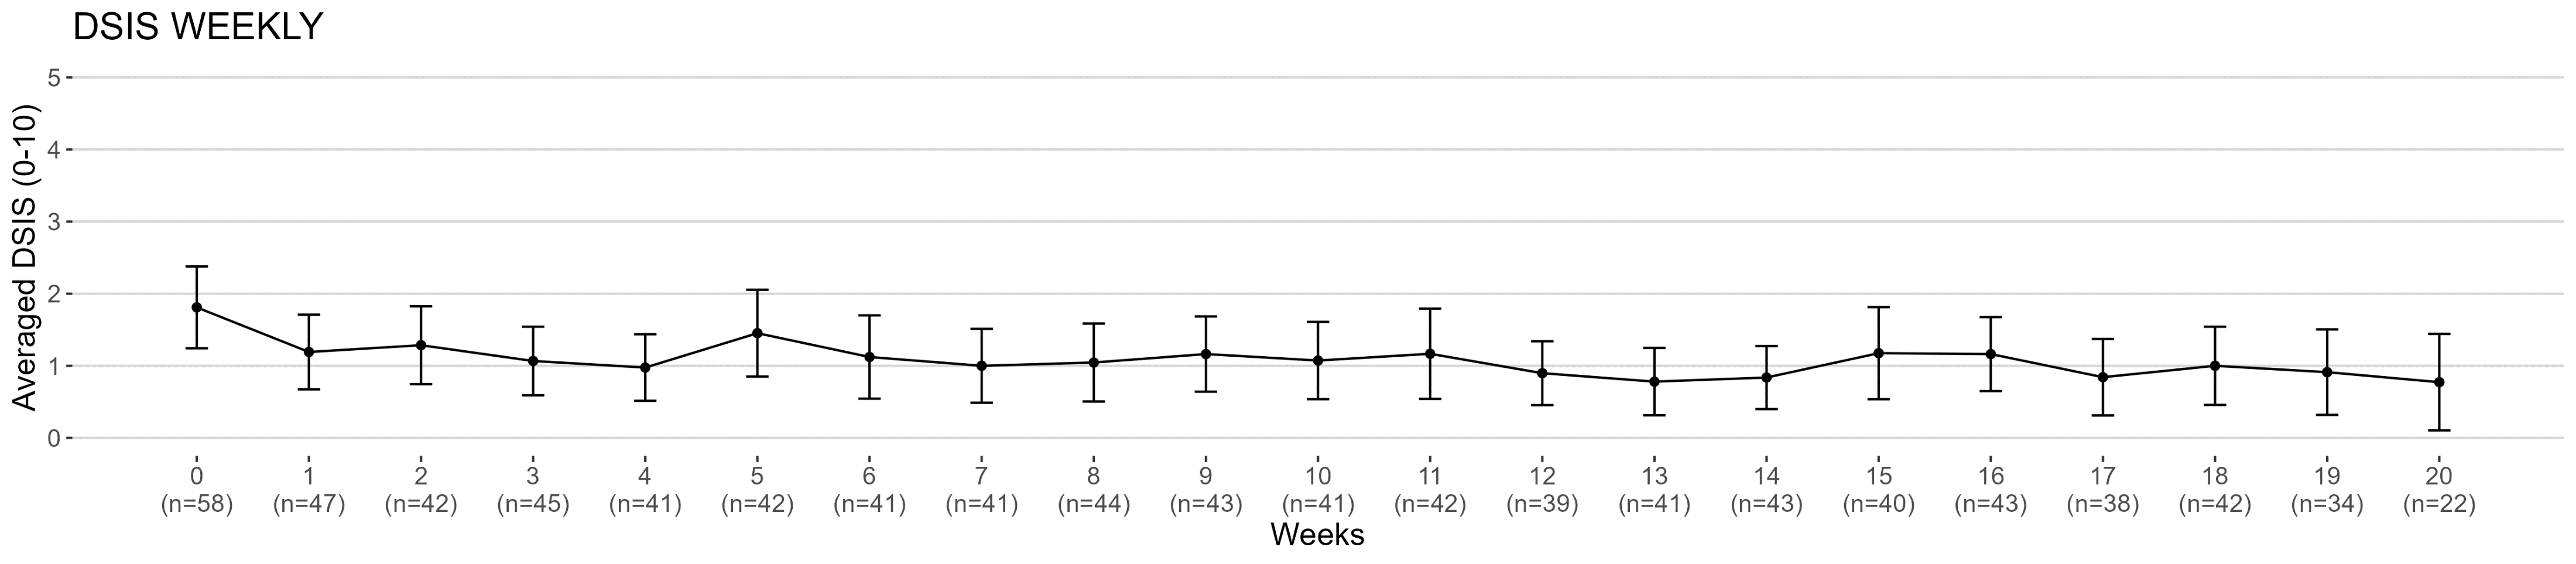 DSIS WEEKLY
Averaged DSIS (0-10)
5
4
3
2
1
0
0 1 2 3 4 5 6 7 8 9 10 11 12 13 14 15 16 17 18 19 20
(n=58) (n=47) (n=42) (n=45) (n=41) (n=42) (n=41) (n=41) (n=44) (n=43) (n=41) (n=42) (n=39) (n=41) (n=43) (n=40) (n=43) (n=38) (n=42) (n=34) (n=22)
Weeks